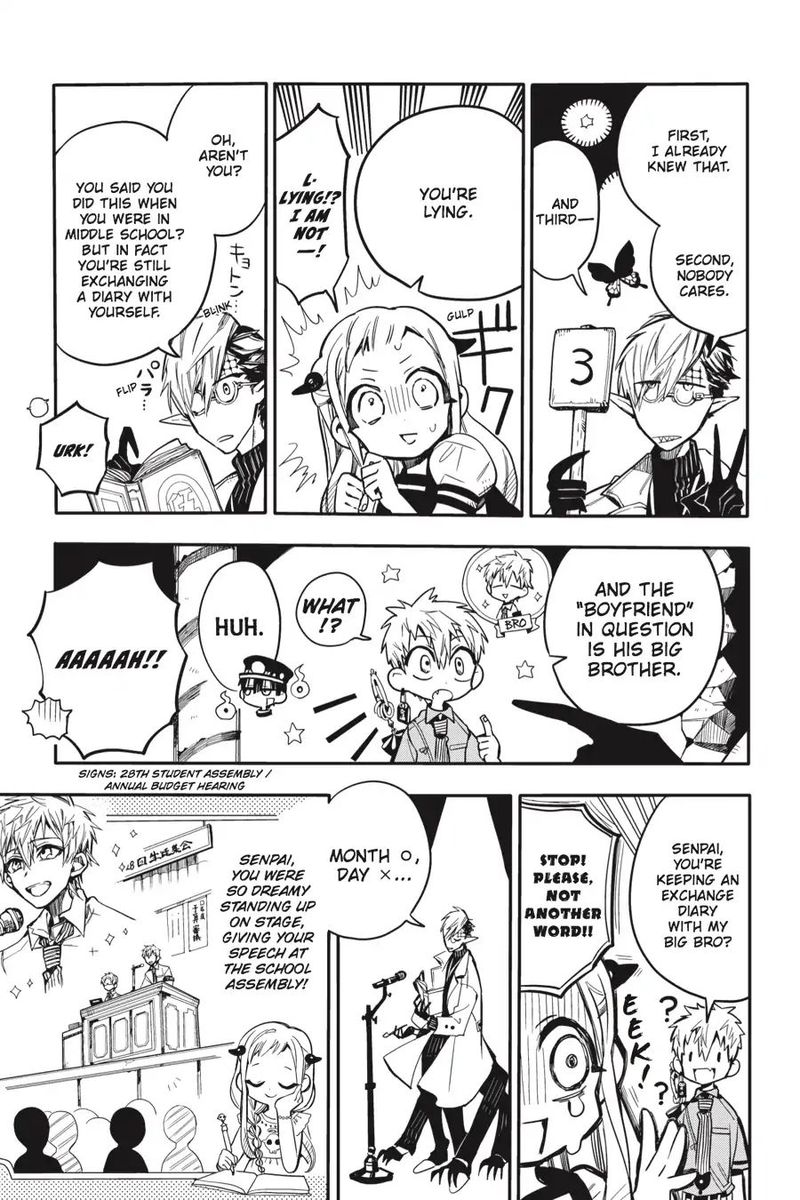 FIRST,
I ALREADY
KNEW THAT.
SECOND,
NOBODY
CARES.
AND
THIRD—
3
YOU'RE
LYING.
GULP
ギクッ
L-
LYING!?
I AM
NOT
—!
OH,
AREN'T
YOU?
YOU SAID YOU
DID THIS WHEN
YOU WERE IN
MIDDLE SCHOOL?
BUT IN FACT
YOU'RE STILL
EXCHANGING
A DIARY WITH
YOURSELF.
キョトン
BLINK
パラ
FLIP
URK!
AND THE
"BOYFRIEND"
IN QUESTION
IS HIS BIG
BROTHER.
BRO
WHAT
!?
HUH.
AAAAAH!!
SIGNS: 28TH STUDENT ASSEMBLY /
ANNUAL BUDGET HEARING
SENPAI,
YOU'RE
KEEPING AN
EXCHANGE
DIARY
WITH MY
BIG BRO?
?
?
?
STOP!
PLEASE,
NOT
ANOTHER
WORD!!
EEK!
MONTH ○,
DAY ×...
SENPAI,
YOU WERE
SO DREAMY
STANDING UP
ON STAGE,
GIVING YOUR
SPEECH AT
THE SCHOOL
ASSEMBLY!